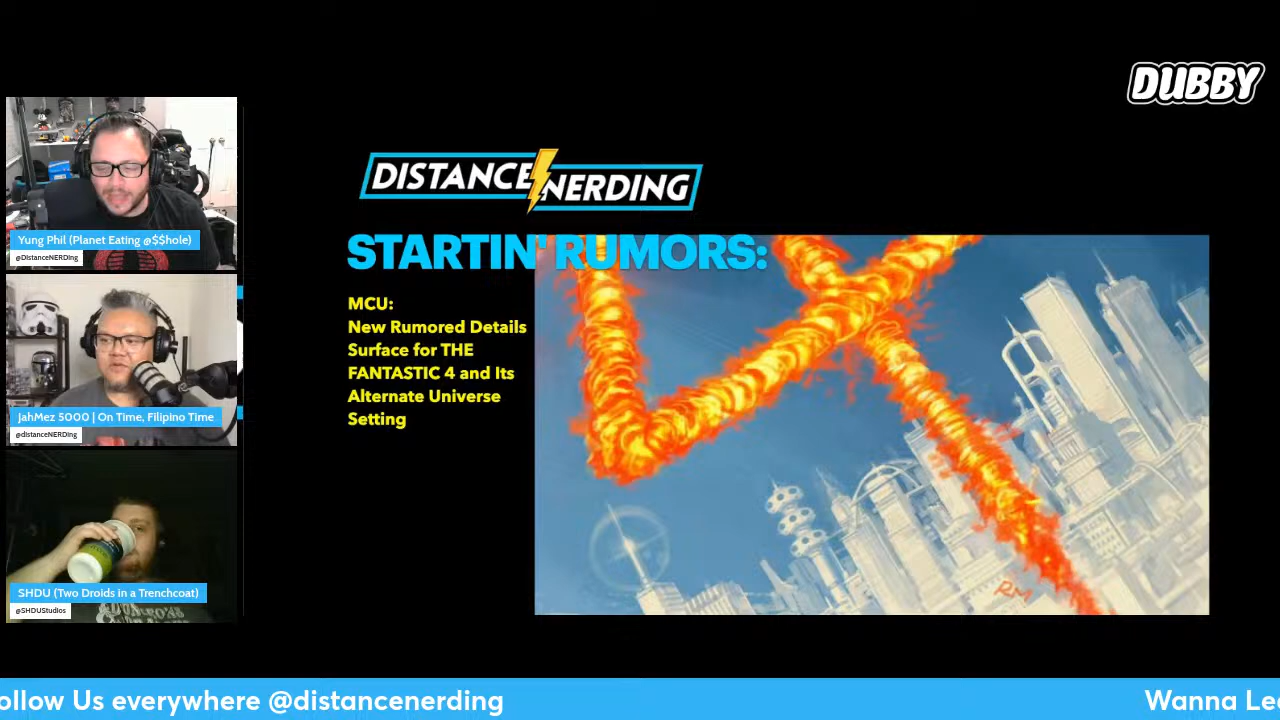 DUBBY
DISTANCE NERDING
STARTIN' RUMORS:
MCU:
New Rumored Details
Surface for THE
FANTASTIC 4 and Its
Alternate Universe
Setting
RM
Yung Phil (Planet Eating @$$hole)
@DistanceNERDing
JahMez 5000 | On Time, Filipino Time
@distanceNERDing
SHDU (Two Droids in a Trenchcoat)
@SHDUStudios
ollow Us everywhere @distancenerding
Wanna